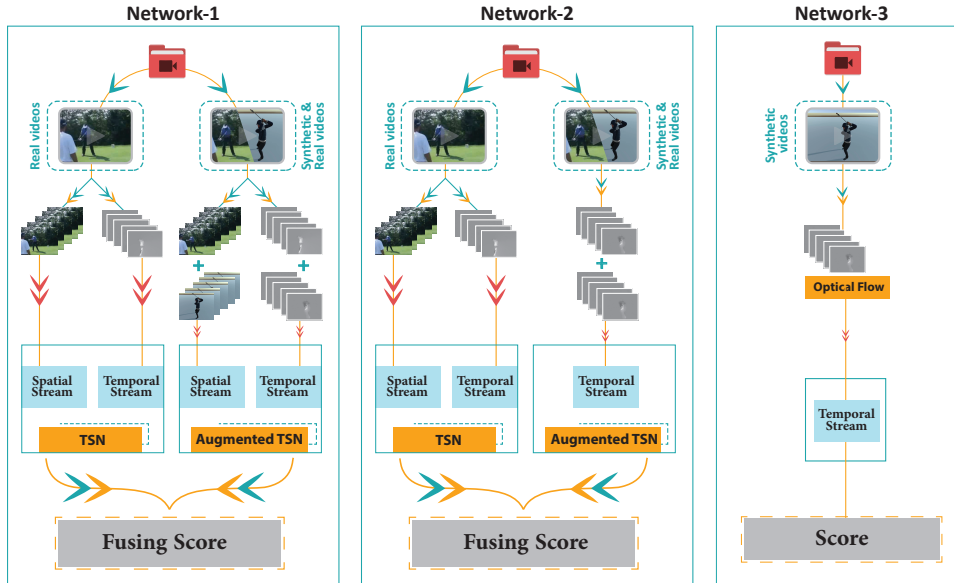 Network-1
Real videos
Synthetic &
Real videos
+
+
Spatial
Stream
Temporal
Stream
Spatial
Stream
Temporal
Stream
TSN
Augmented TSN
Fusing Score
Network-2
Real videos
Synthetic &
Real videos
+
Spatial
Stream
Temporal
Stream
Temporal
Stream
TSN
Augmented TSN
Fusing Score
Network-3
Synthetic
videos
Optical Flow
Temporal
Stream
Score